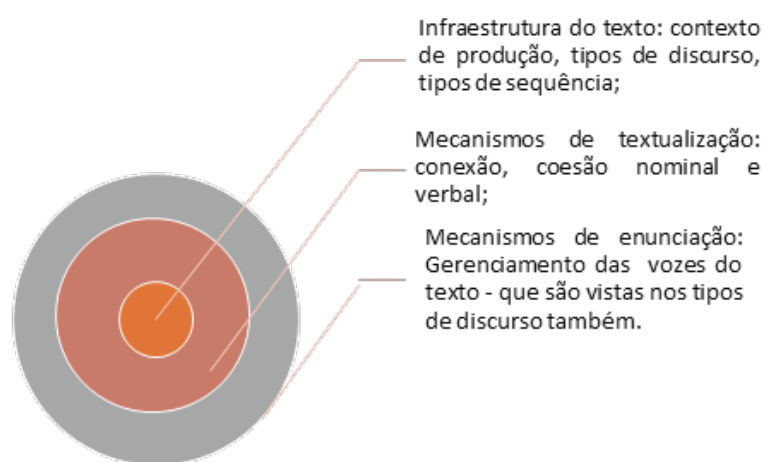 Infraestrutura do texto: contexto
de produção, tipos de discurso,
tipos de sequência;
Mecanismos de textualização:
conexão, coesão nominal e
verbal;
Mecanismos de enunciação:
Gerenciamento das vozes do
texto - que são vistas nos tipos
de discurso também.